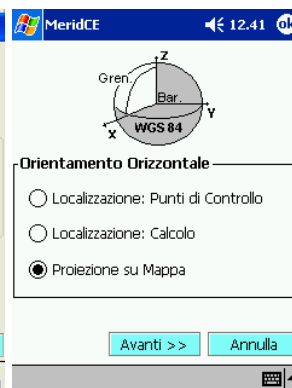 MeridCE 12.41 ok
Z
Gren.
Bar.
Y
X
WGS 84
Orientamento Orizzontale
Localizzazione: Punti di Controllo
Localizzazione: Calcolo
Proiezione su Mappa
Avanti >> Annulla